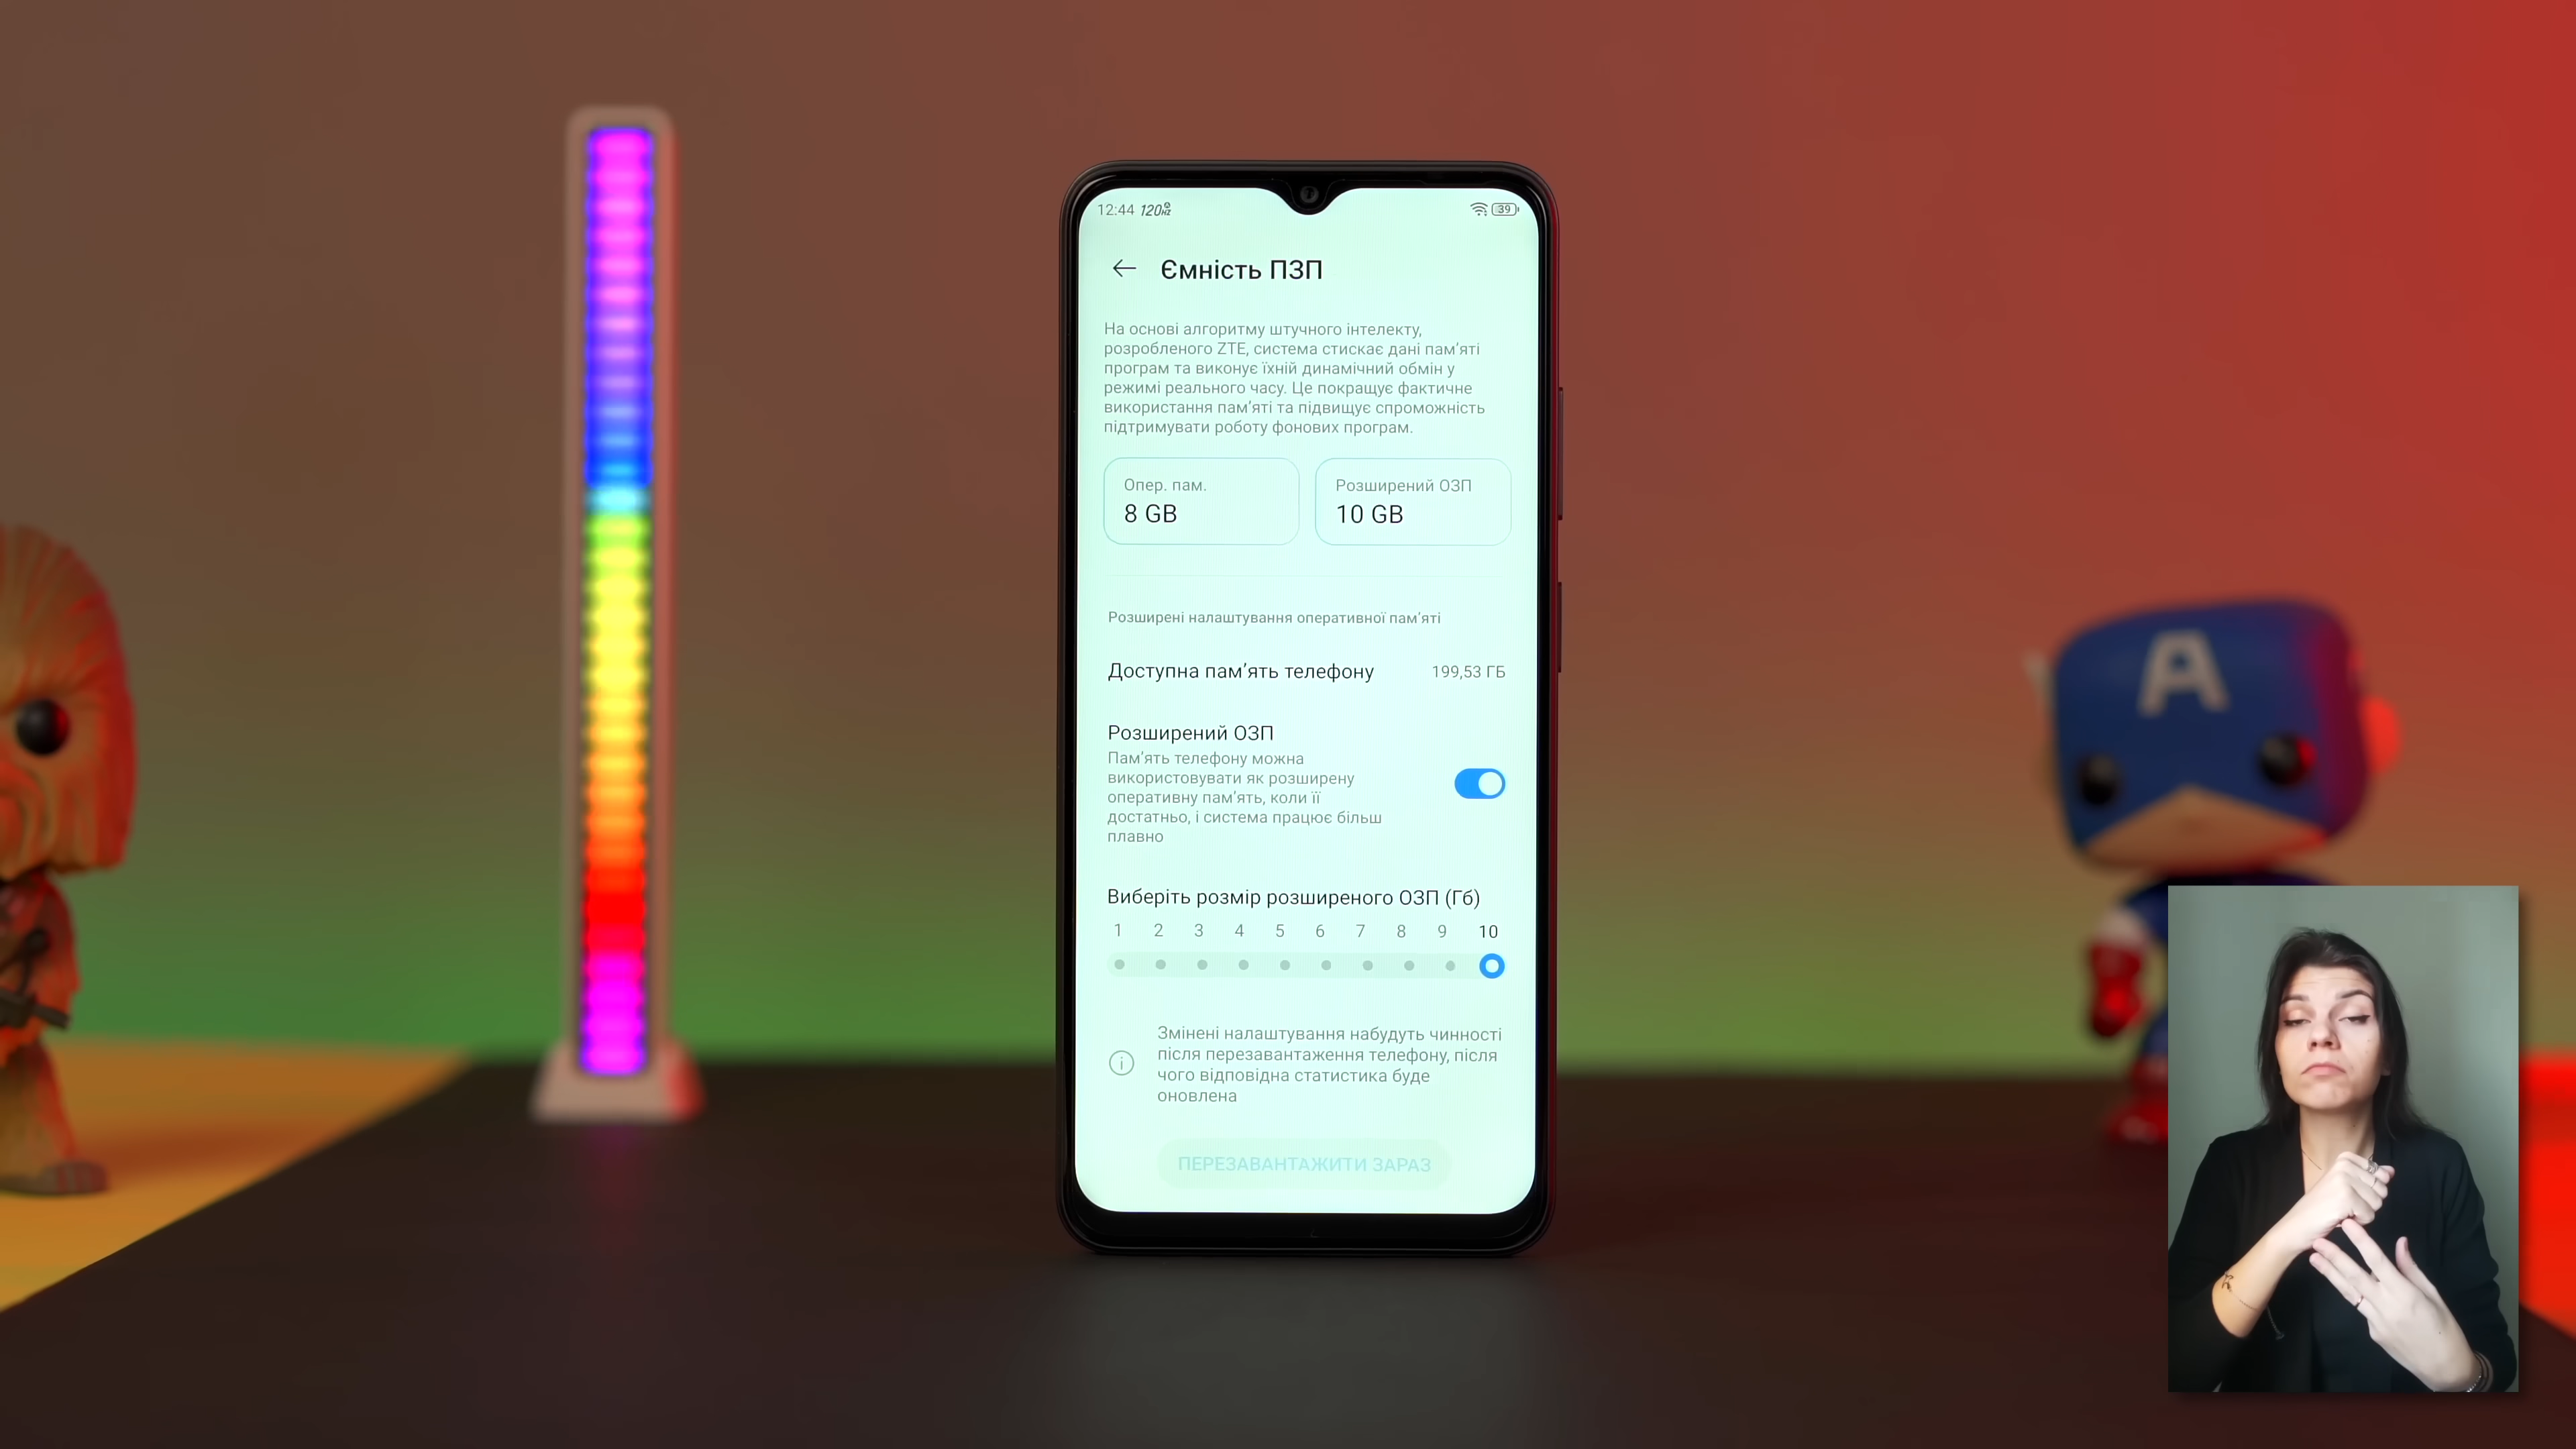 12:44 120Hz
39
Ємність ПЗП
На основі алгоритму штучного інтелекту,
розробленого ZTE, система стискає дані пам’яті
програм та виконує їхній динамічний обмін у
режимі реального часу. Це покращує фактичне
використання пам’яті та підвищує спроможність
підтримувати роботу фонових програм.
Опер. пам.
8 GB
Розширений ОЗП
10 GB
Розширені налаштування оперативної пам’яті
Доступна пам’ять телефону 199,53 ГБ
Розширений ОЗП
Пам’ять телефону можна
використовувати як розширену
оперативну пам’ять, коли її
достатньо, і система працює більш
плавно
Виберіть розмір розширеного ОЗП (Гб)
1 2 3 4 5 6 7 8 9 10
Змінені налаштування набудуть чинності
після перезавантаження телефону, після
чого відповідна статистика буде
оновлена
ПЕРЕЗАВАНТАЖИТИ ЗАРАЗ
A